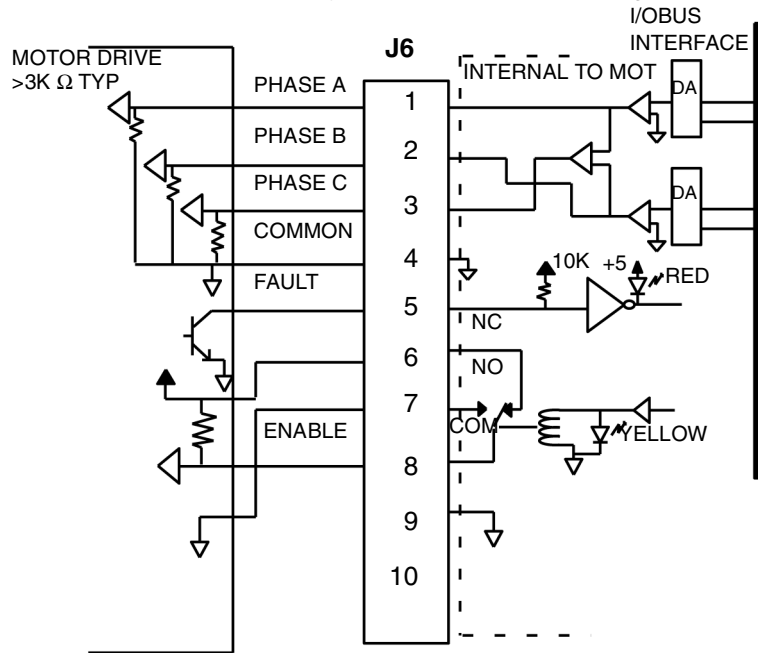 I/OBUS
INTERFACE
J6
MOTOR DRIVE
>3K Ω TYP
INTERNAL TO MOT
DA
PHASE A
1
PHASE B
2
PHASE C
3
DA
COMMON
4
10K
+5
RED
FAULT
5
NC
6
NO
7
COM
YELLOW
ENABLE
8
9
10